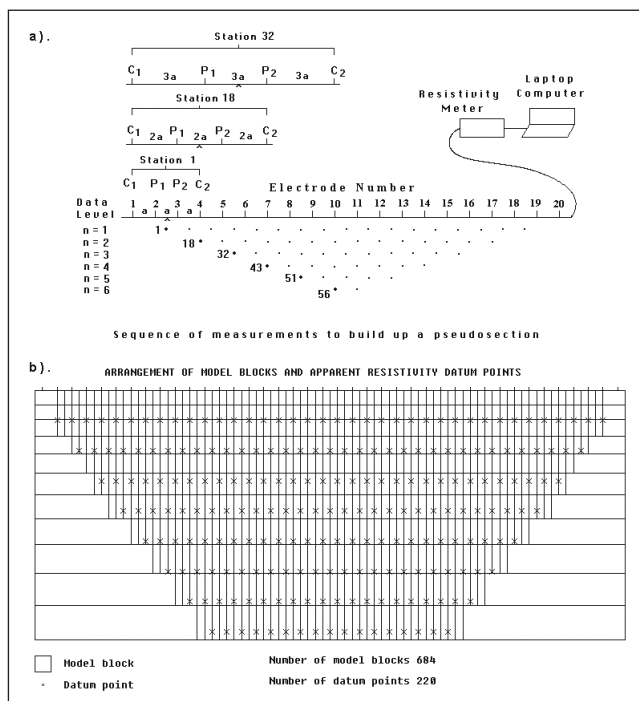 a).
Station 32
C1 3a P1 3a P2 3a C2
Station 18
C1 2a P1 2a P2 2a C2
Station 1
C1 P1 P2 C2
Resistivity Meter
Laptop Computer
Electrode Number
Data Level
1 2 3 4 5 6 7 8 9 10 11 12 13 14 15 16 17 18 19 20
a a a
n = 1 1
n = 2 18
n = 3 32
n = 4 43
n = 5 51
n = 6 56
Sequence of measurements to build up a pseudosection
b).
ARRANGEMENT OF MODEL BLOCKS AND APPARENT RESISTIVITY DATUM POINTS
Model block
Number of model blocks 684
Datum point
Number of datum points 220